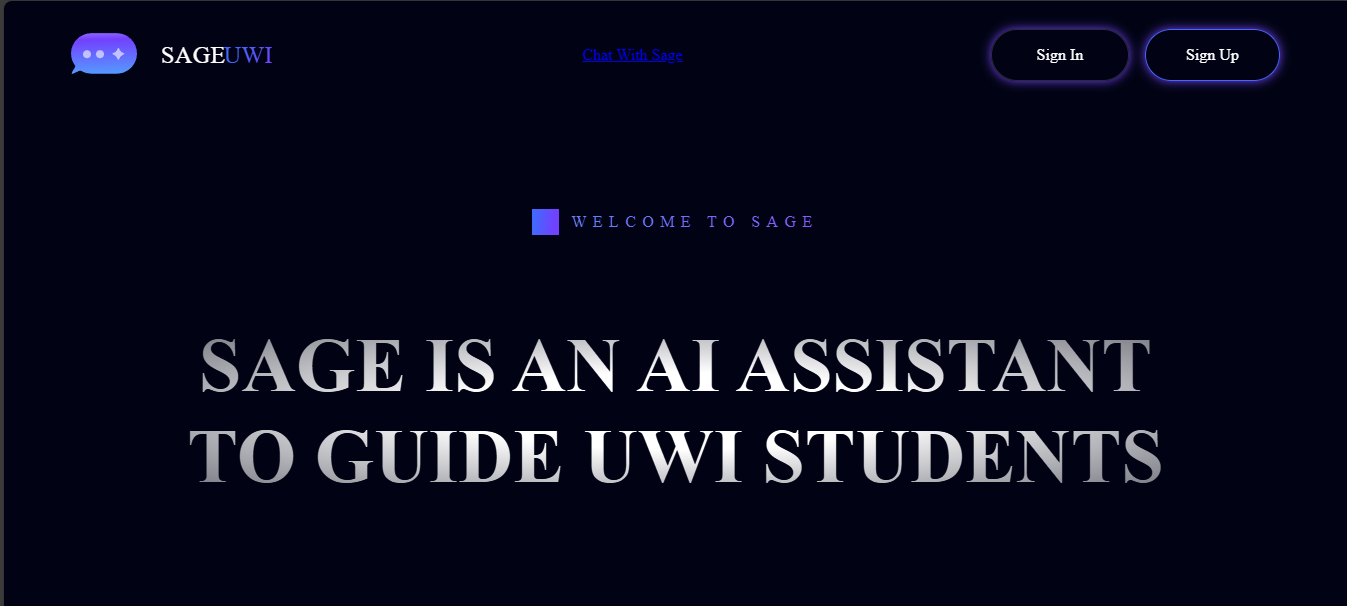 SAGEUWI
Chat With Sage
Sign In
Sign Up
WELCOME TO SAGE
SAGE IS AN AI ASSISTANT
TO GUIDE UWI STUDENTS